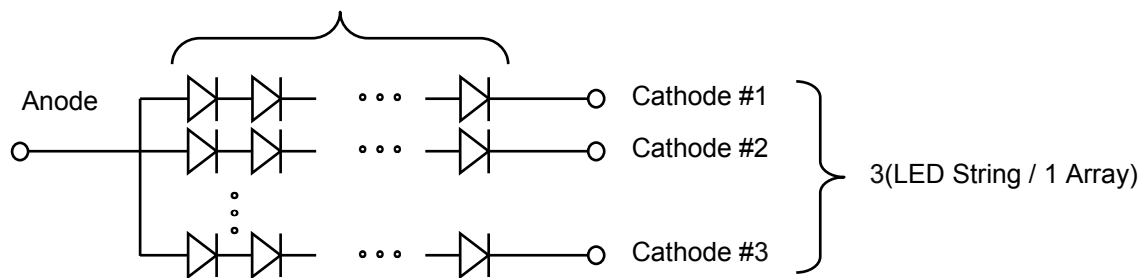 Anode
Cathode #1
Cathode #2
3(LED String / 1 Array)
Cathode #3